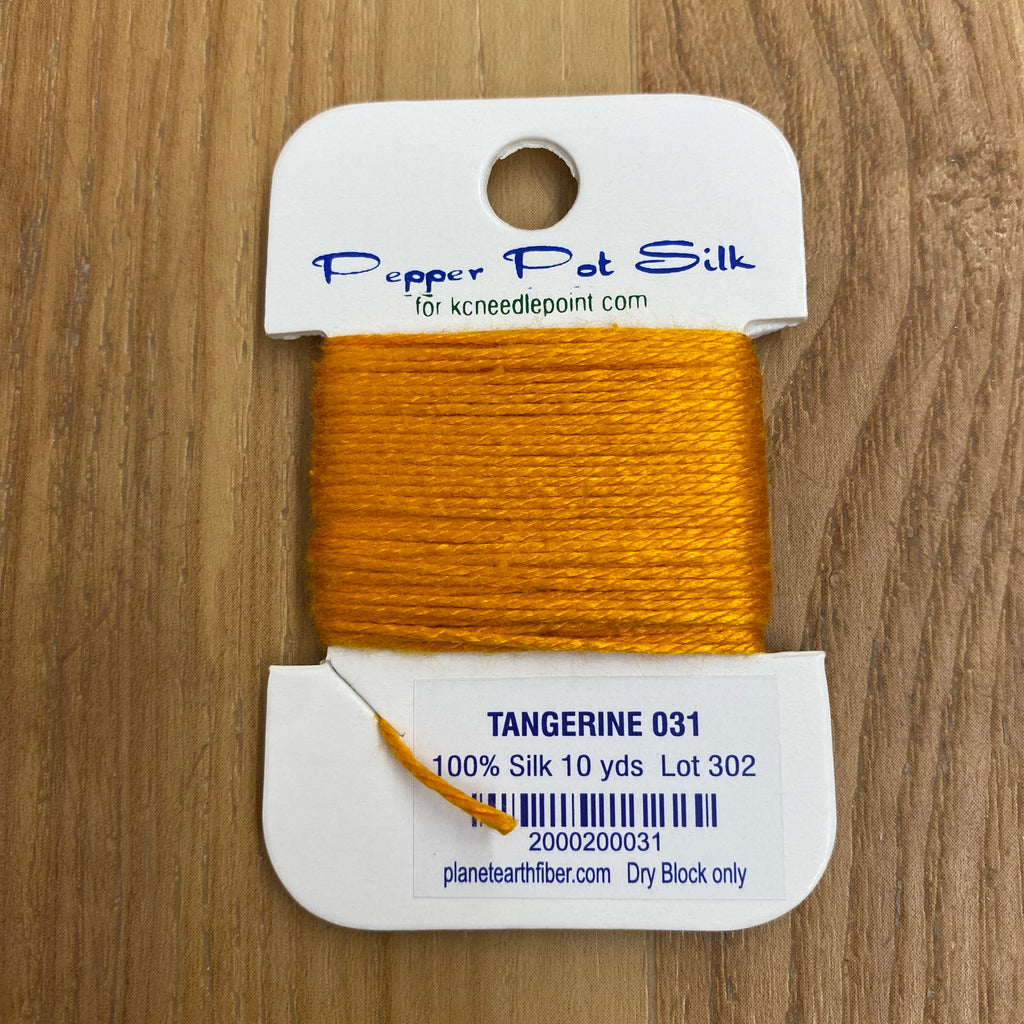 Pepper Pot Silk
for kcneedlepoint com
TANGERINE 031
100% Silk 10 yds Lot 302
2000200031
planetearthfiber.com Dry Block only